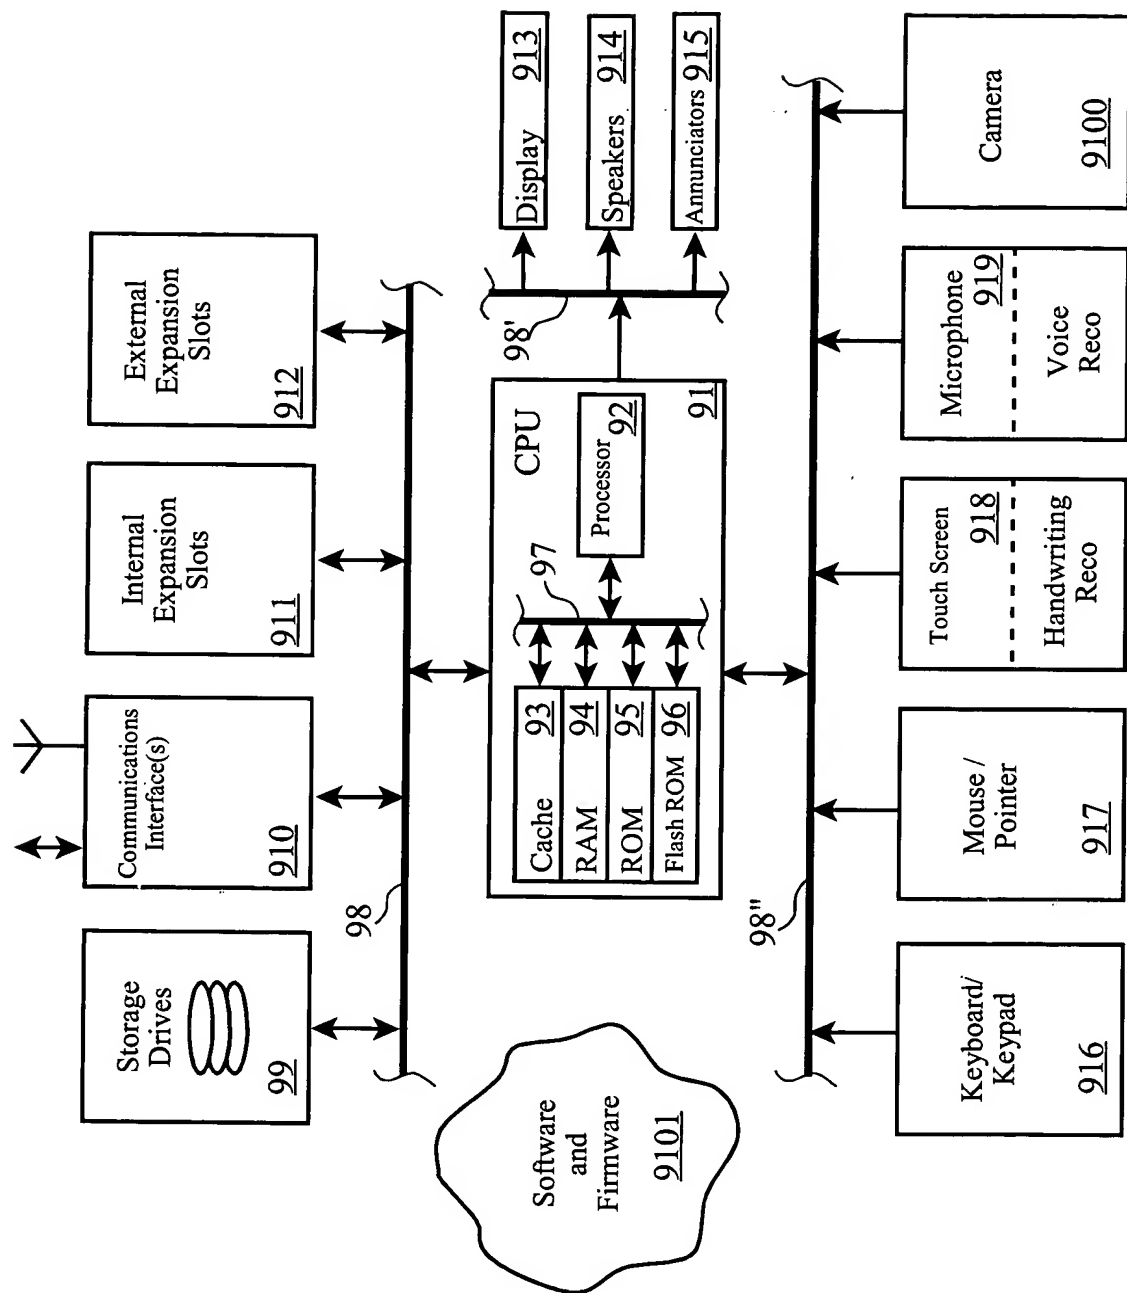 Storage
Drives
99
Communications
Interface(s)
910
Internal
Expansion
Slots
911
External
Expansion
Slots
912
98
Software
and
Firmware
9101
CPU
Cache 93
RAM 94
ROM 95
Flash ROM 96
97
Processor
92
91
98'
Display 913
Speakers 914
Annunciators 915
98"
Keyboard/
Keypad
916
Mouse /
Pointer
917
Touch Screen
918
Handwriting
Reco
Microphone
919
Voice
Reco
Camera
9100